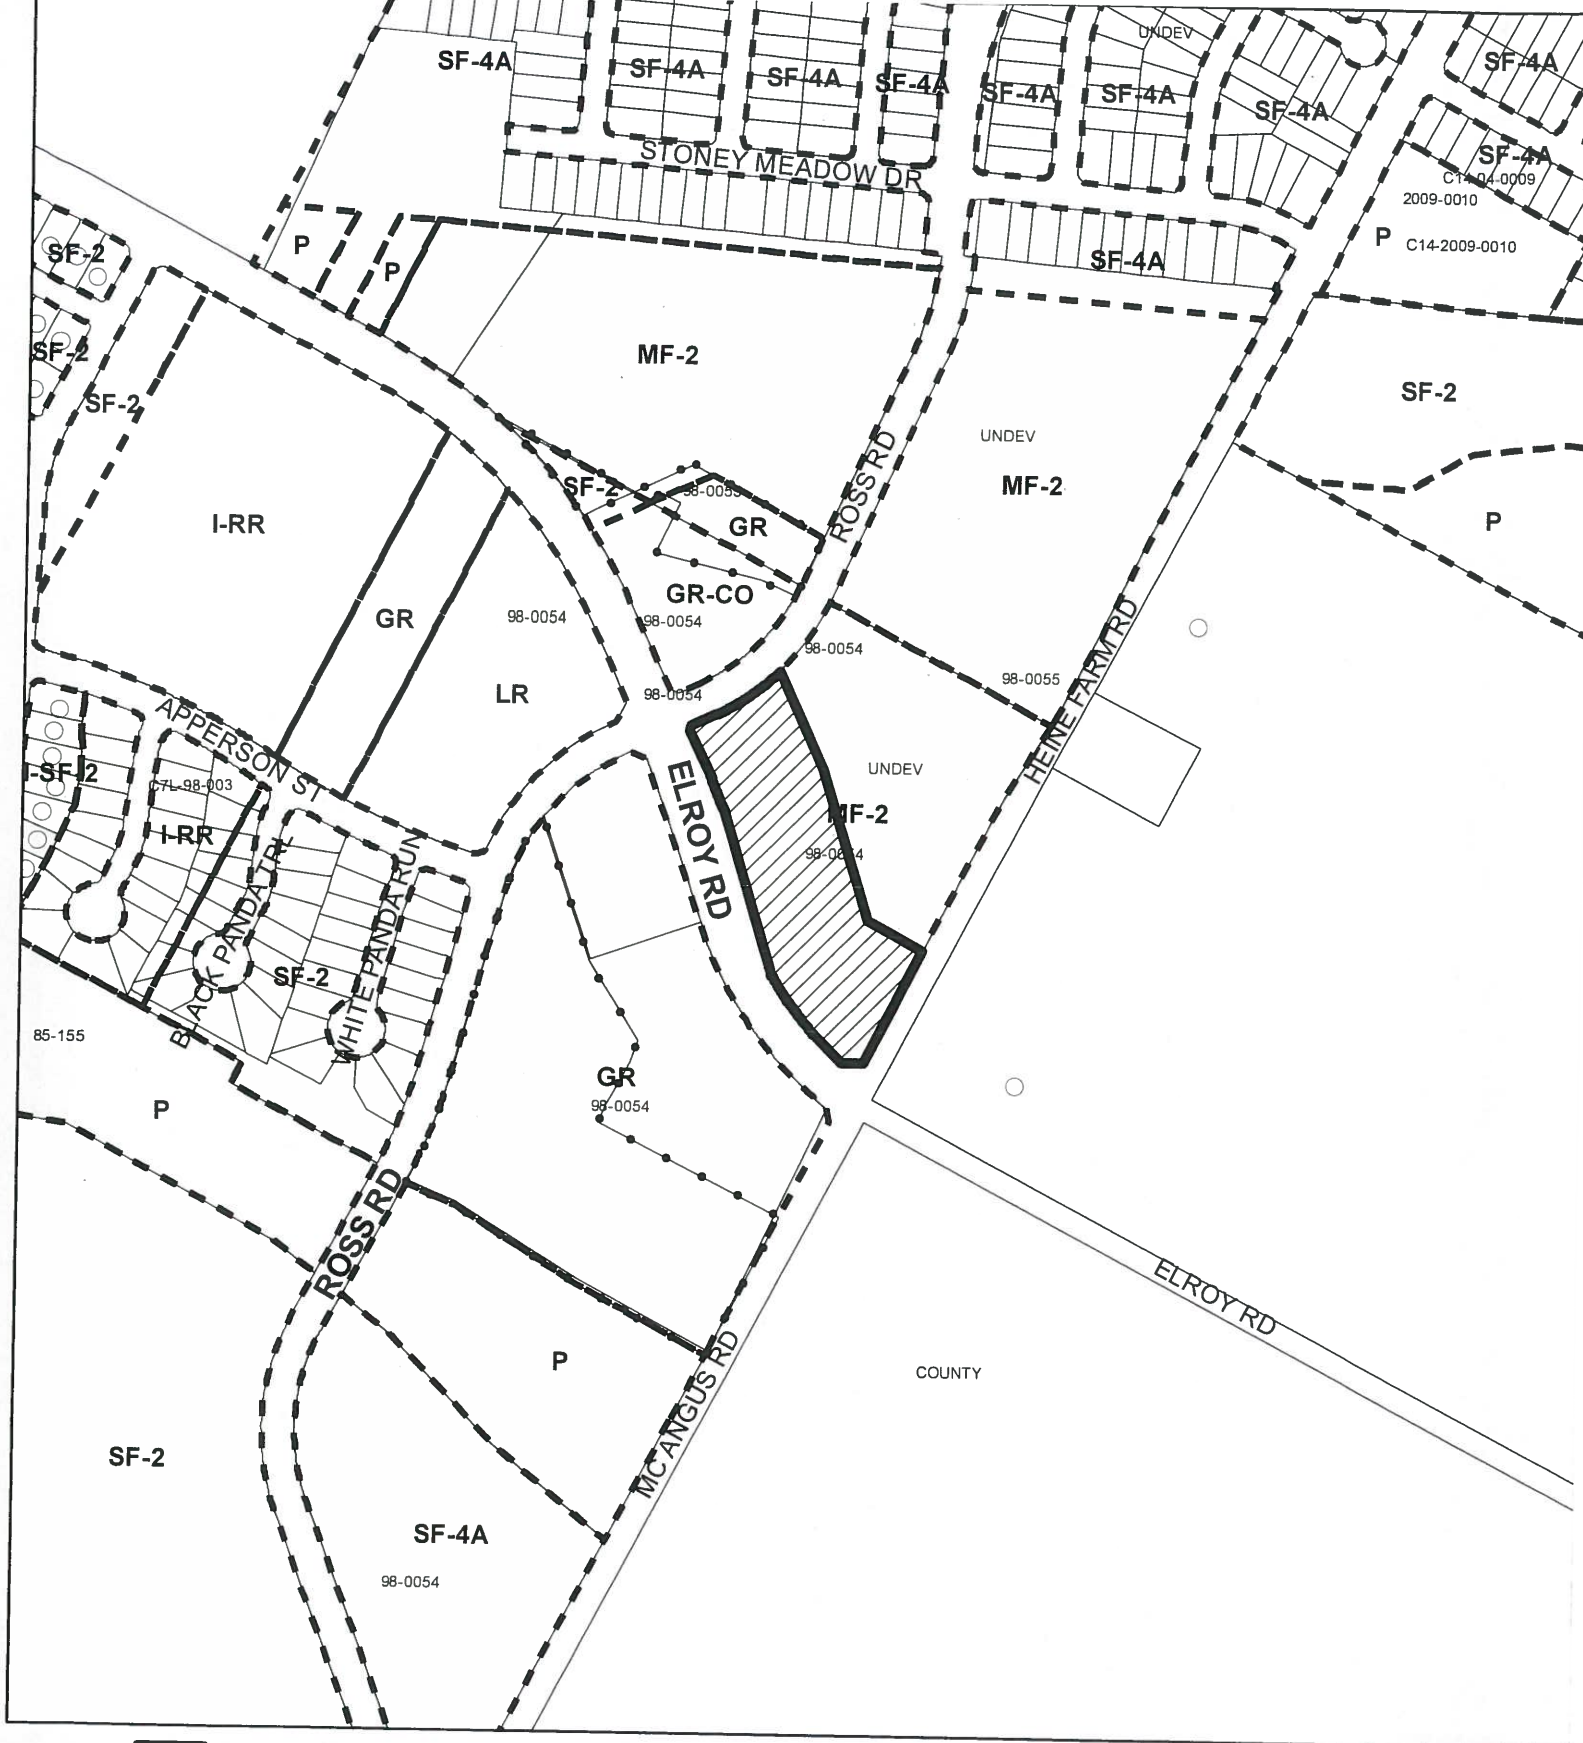 UNDEV
SF-4A
SF-4A
SF-4A
SF-4A
SF-4A
SF-4A
SF-4A
SF-4A
SF-4A
C14-04-0009
2009-0010
P
C14-2009-0010
STONEY MEADOW DR
SF-4A
P
P
SF-2
SF-2
SF-2
MF-2
SF-2
ROSS RD
UNDEV
MF-2
P
I-RR
SF-2
98-0055
GR
GR-CO
98-0054
GR
98-0054
98-0054
98-0054
98-0055
LR
HEINE FARM RD
APPERSON ST
I-SF-2
C7L-98-003
I-RR
ELROY RD
UNDEV
MF-2
98-0054
BLACK PANDA TRL
WHITE PANDA RUN
SF-2
85-155
P
GR
98-0054
ROSS RD
ELROY RD
P
MC ANGUS RD
COUNTY
SF-2
SF-4A
98-0054